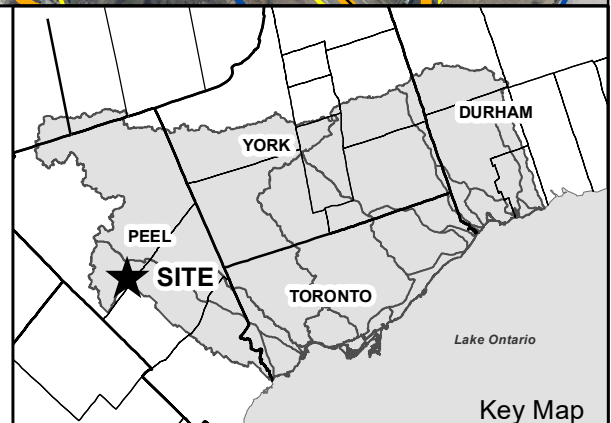 DURHAM
YORK
PEEL
SITE
TORONTO
Lake Ontario
Key Map